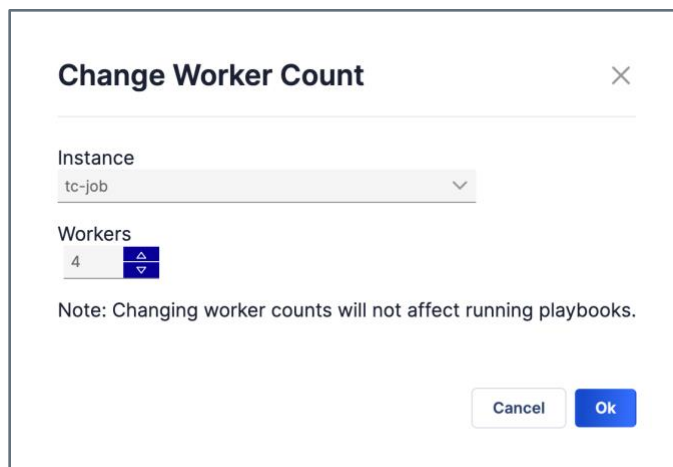 Change Worker Count
Instance
tc-job
Workers
4
Note: Changing worker counts will not affect running playbooks.
Cancel
Ok